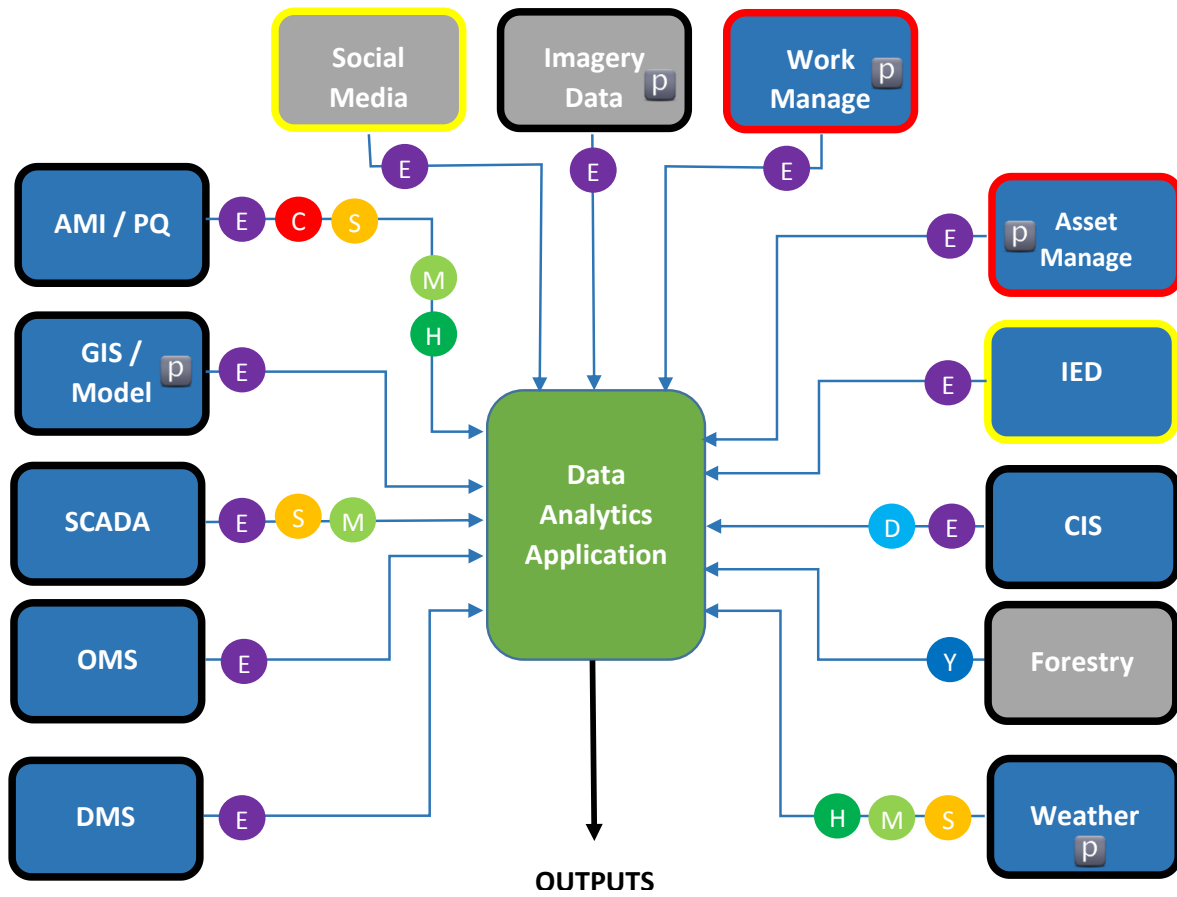 Social
Media
Imagery
Data p
Work
Manage p
E
E
E
AMI / PQ
E C S
M
H
E
p Asset
Manage
GIS /
Model p
E
E
IED
Data
Analytics
Application
SCADA
E S M
D E
CIS
OMS
E
Y
Forestry
DMS
E
H M S
Weather
p
OUTPUTS